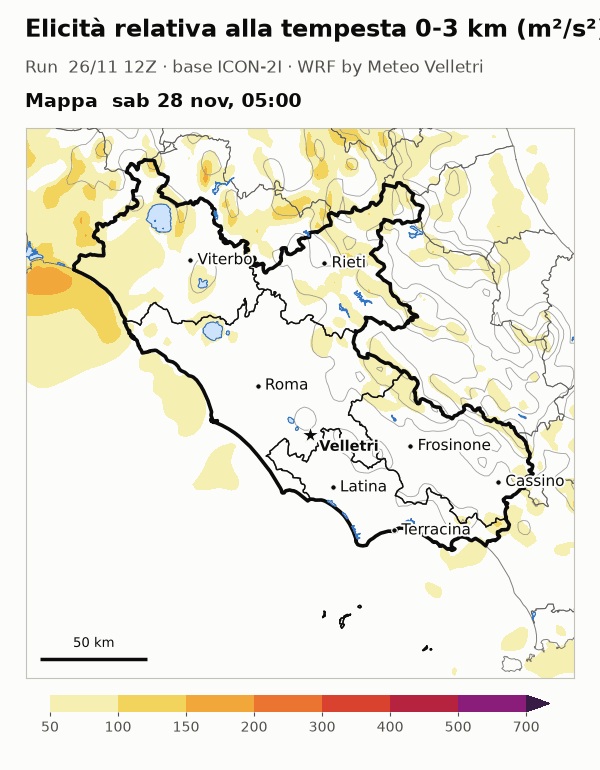 Elicità relativa alla tempesta 0-3 km (m²/s²)
Run 26/11 12Z · base ICON-2I · WRF by Meteo Velletri
Mappa sab 28 nov, 05:00
Viterbo
Rieti
Roma
Velletri
Frosinone
Cassino
Latina
Terracina
50 km
50 100 150 200 300 400 500 700